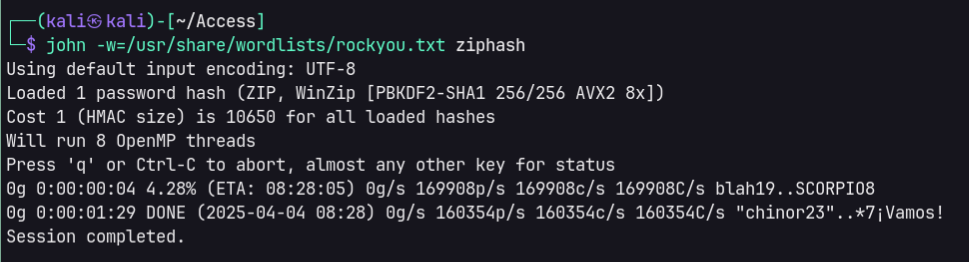 ┌──(kali㉿kali)-[~/Access]
└─$ john -w=/usr/share/wordlists/rockyou.txt ziphash
Using default input encoding: UTF-8
Loaded 1 password hash (ZIP, WinZip [PBKDF2-SHA1 256/256 AVX2 8x])
Cost 1 (HMAC size) is 10650 for all loaded hashes
Will run 8 OpenMP threads
Press 'q' or Ctrl-C to abort, almost any other key for status
0g 0:00:00:04 4.28% (ETA: 08:28:05) 0g/s 169908p/s 169908c/s 169908C/s blah19..SCORPIO8
0g 0:00:01:29 DONE (2025-04-04 08:28) 0g/s 160354p/s 160354c/s 160354C/s "chinor23"..*7¡Vamos!
Session completed.